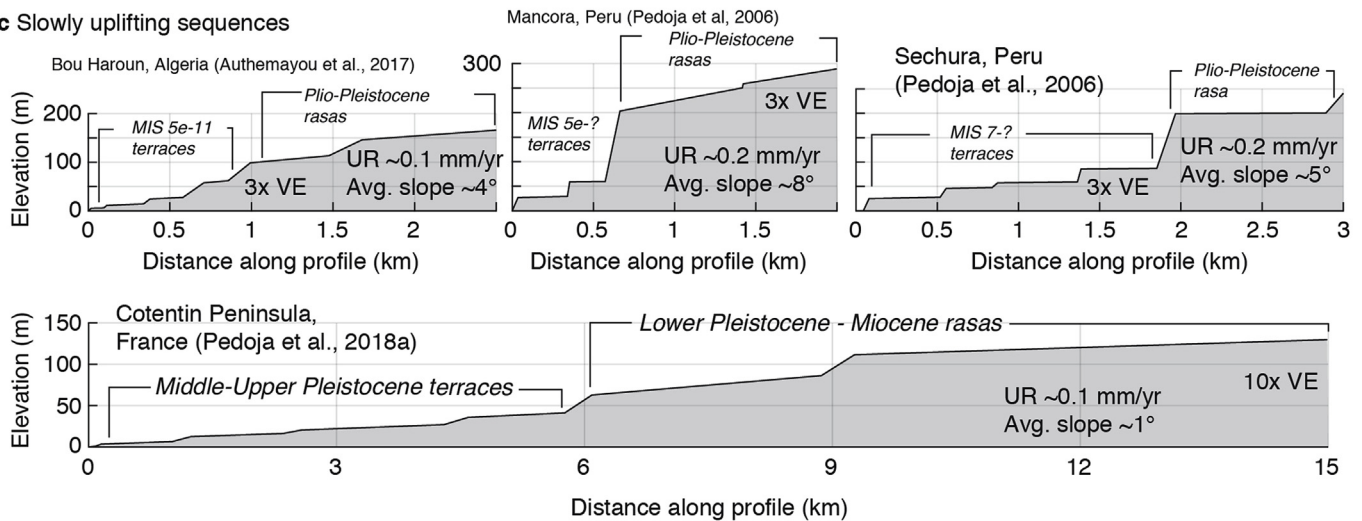 c Slowly uplifting sequences
Bou Haroun, Algeria (Authemayou et al., 2017)
Elevation (m)
200
100
0
MIS 5e-11
terraces
Plio-Pleistocene
rasas
3x VE
UR ~0.1 mm/yr
Avg. slope ~4°
0 0.5 1 1.5 2
Distance along profile (km)
Mancora, Peru (Pedoja et al, 2006)
300
Plio-Pleistocene
rasas
MIS 5e-?
terraces
3x VE
UR ~0.2 mm/yr
Avg. slope ~8°
0 0.5 1 1.5
Distance along profile (km)
Sechura, Peru
(Pedoja et al., 2006)
Plio-Pleistocene
rasa
MIS 7-?
terraces
3x VE
UR ~0.2 mm/yr
Avg. slope ~5°
0 0.5 1 1.5 2 2.5 3
Distance along profile (km)
Cotentin Peninsula,
France (Pedoja et al., 2018a)
Elevation (m)
150
100
50
0
Middle-Upper Pleistocene terraces
Lower Pleistocene - Miocene rasas
10x VE
UR ~0.1 mm/yr
Avg. slope ~1°
0 3 6 9 12 15
Distance along profile (km)